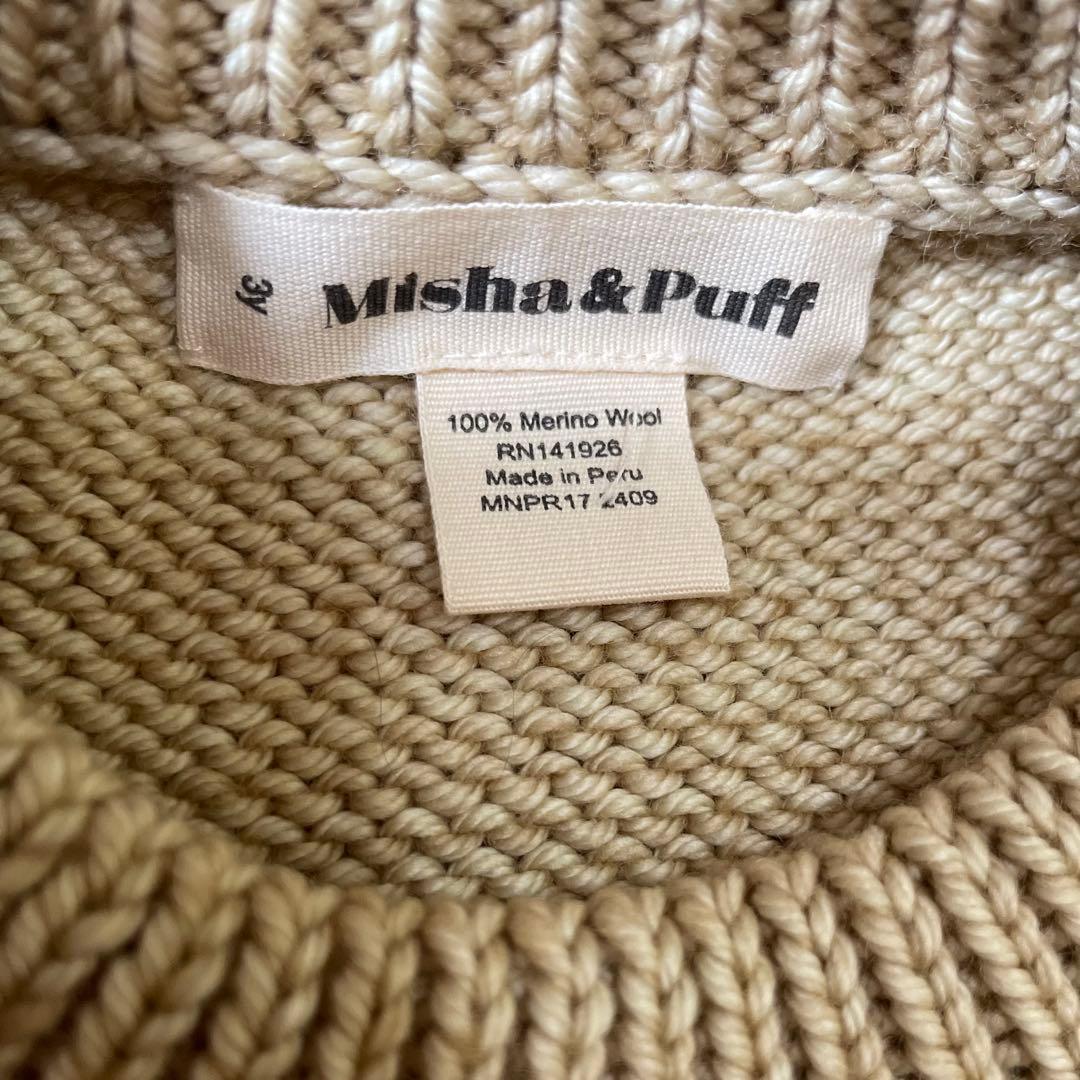 3y
Misha&Puff
100% Merino Wool
RN141926
Made in Peru
MNPR17 2409